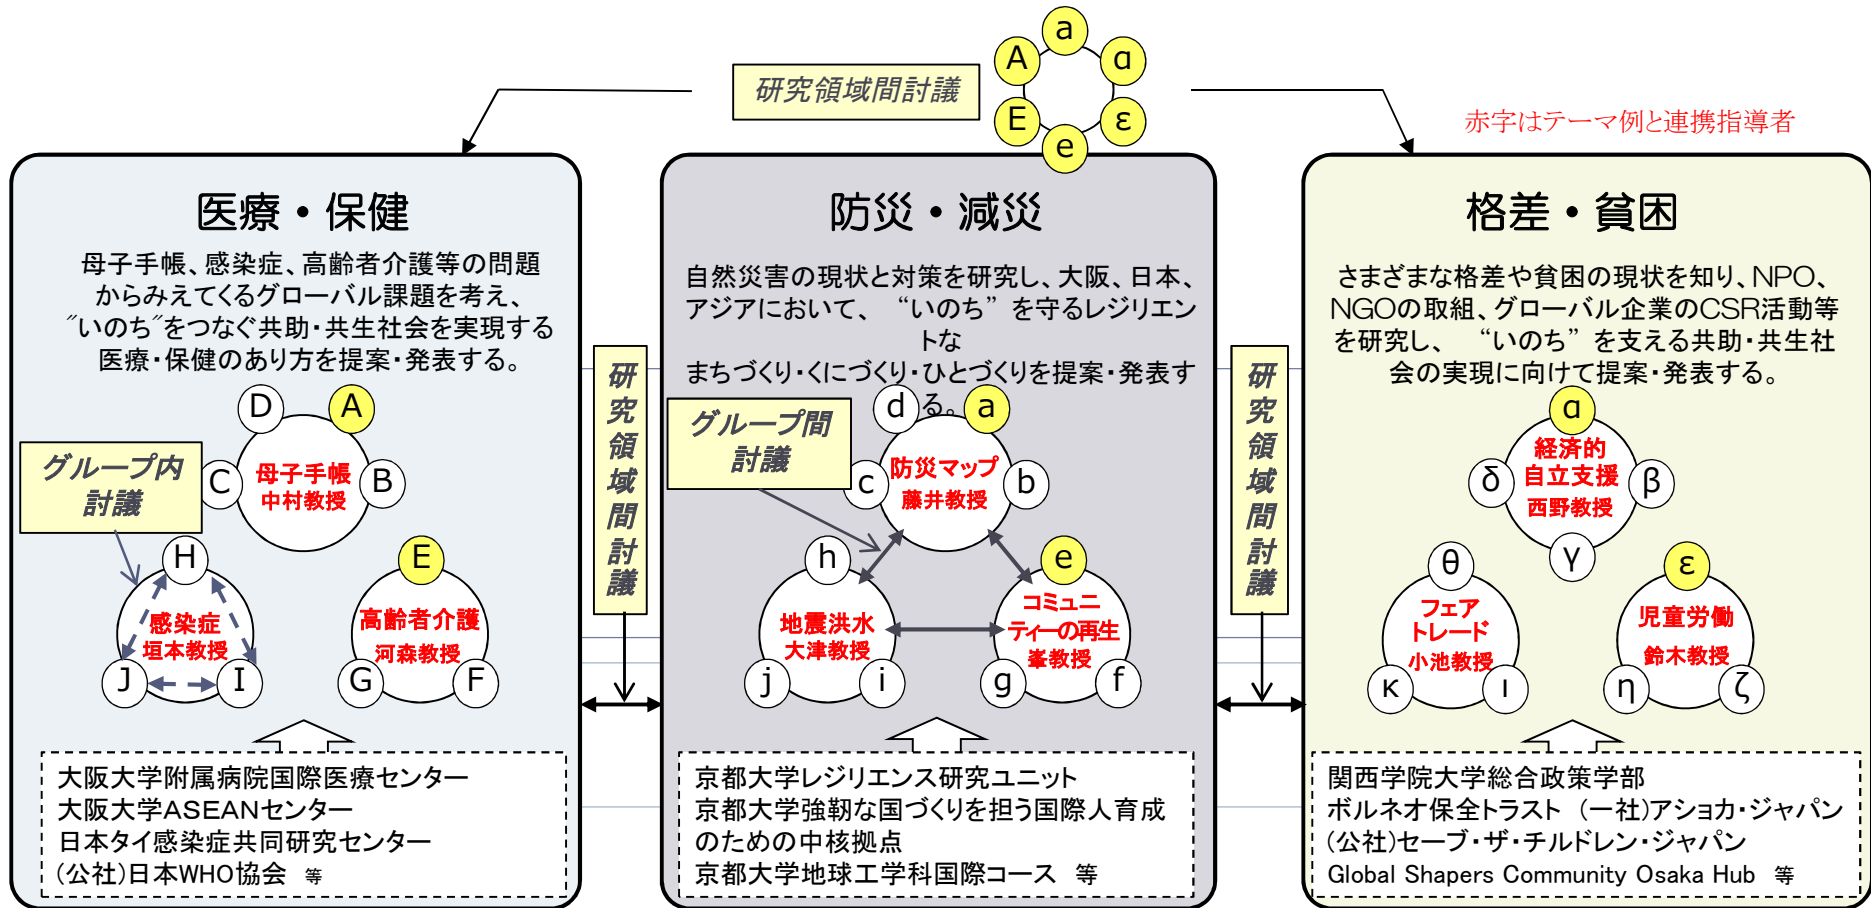 研究領域間討議
a
A
ɑ
E
ε
e
赤字はテーマ例と連携指導者
医療・保健
母子手帳、感染症、高齢者介護等の問題
からみえてくるグローバル課題を考え、
"いのち"をつなぐ共助・共生社会を実現する
医療・保健のあり方を提案・発表する。
D
A
C
B
母子手帳
中村教授
グループ内
討議
H
感染症
垣本教授
J
I
E
高齢者介護
河森教授
G
F
大阪大学附属病院国際医療センター
大阪大学ASEANセンター
日本タイ感染症共同研究センター
(公社)日本WHO協会 等
研究領域間討議
防災・減災
自然災害の現状と対策を研究し、大阪、日本、
アジアにおいて、 “いのち” を守るレジリエン
トな
まちづくり・くにづくり・ひとづくりを提案・発表す
る。
グループ間
討議
d
a
c
b
防災マップ
藤井教授
h
地震洪水
大津教授
j
i
e
コミュニ
ティーの再生
峯教授
g
f
京都大学レジリエンス研究ユニット
京都大学強靭な国づくりを担う国際人育成
のための中核拠点
京都大学地球工学科国際コース 等
研究領域間討議
格差・貧困
さまざまな格差や貧困の現状を知り、NPO、
NGOの取組、グローバル企業のCSR活動等
を研究し、 “いのち” を支える共助・共生社
会の実現に向けて提案・発表する。
ɑ
経済的
自立支援
西野教授
δ
β
γ
θ
フェア
トレード
小池教授
κ
ι
ε
児童労働
鈴木教授
η
ζ
関西学院大学総合政策学部
ボルネオ保全トラスト (一社)アショカ・ジャパン
(公社)セーブ・ザ・チルドレン・ジャパン
Global Shapers Community Osaka Hub 等